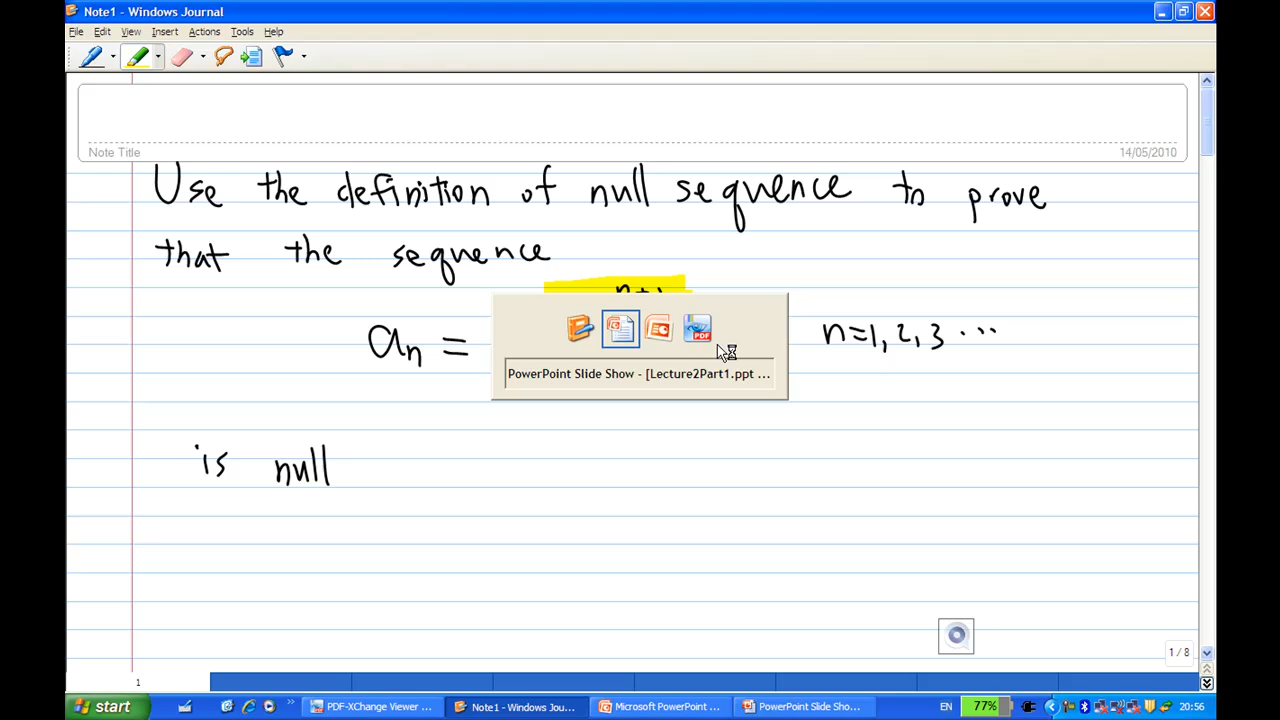 Note1 - Windows Journal
File Edit View Insert Actions Tools Help
Note Title
14/05/2010
Use the definition of null sequence to prove
that the sequence
an =
n=1, 2, 3 ...
PowerPoint Slide Show - [Lecture2Part1.ppt ...
PDF
is null
1 / 8
1
start
PDF-XChange Viewer ...
Note1 - Windows Jou...
Microsoft PowerPoint ...
PowerPoint Slide Sho...
EN
77%
20:56